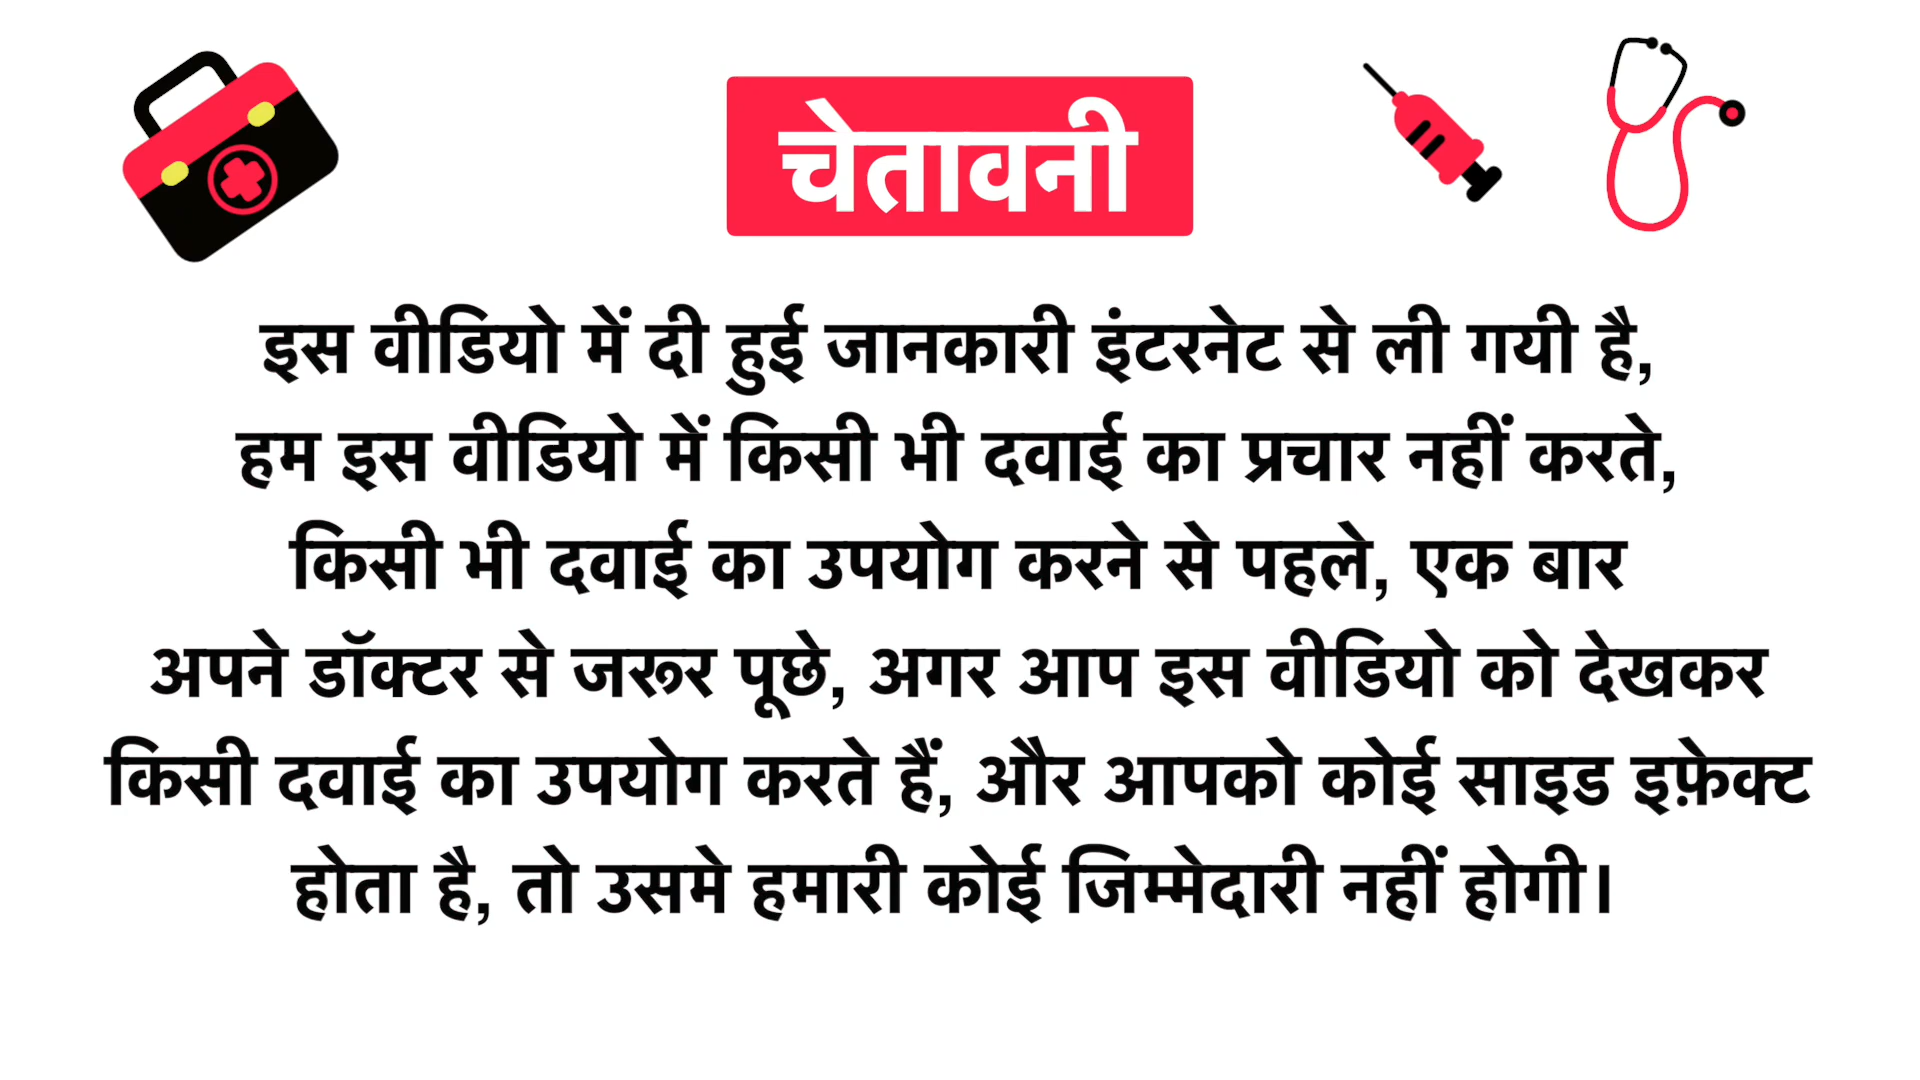 चेतावनी
इस वीडियो में दी हुई जानकारी इंटरनेट से ली गयी है,
हम इस वीडियो में किसी भी दवाई का प्रचार नहीं करते,
किसी भी दवाई का उपयोग करने से पहले, एक बार
अपने डॉक्टर से जरूर पूछे, अगर आप इस वीडियो को देखकर
किसी दवाई का उपयोग करते हैं, और आपको कोई साइड इफ़ेक्ट
होता है, तो उसमे हमारी कोई जिम्मेदारी नहीं होगी।